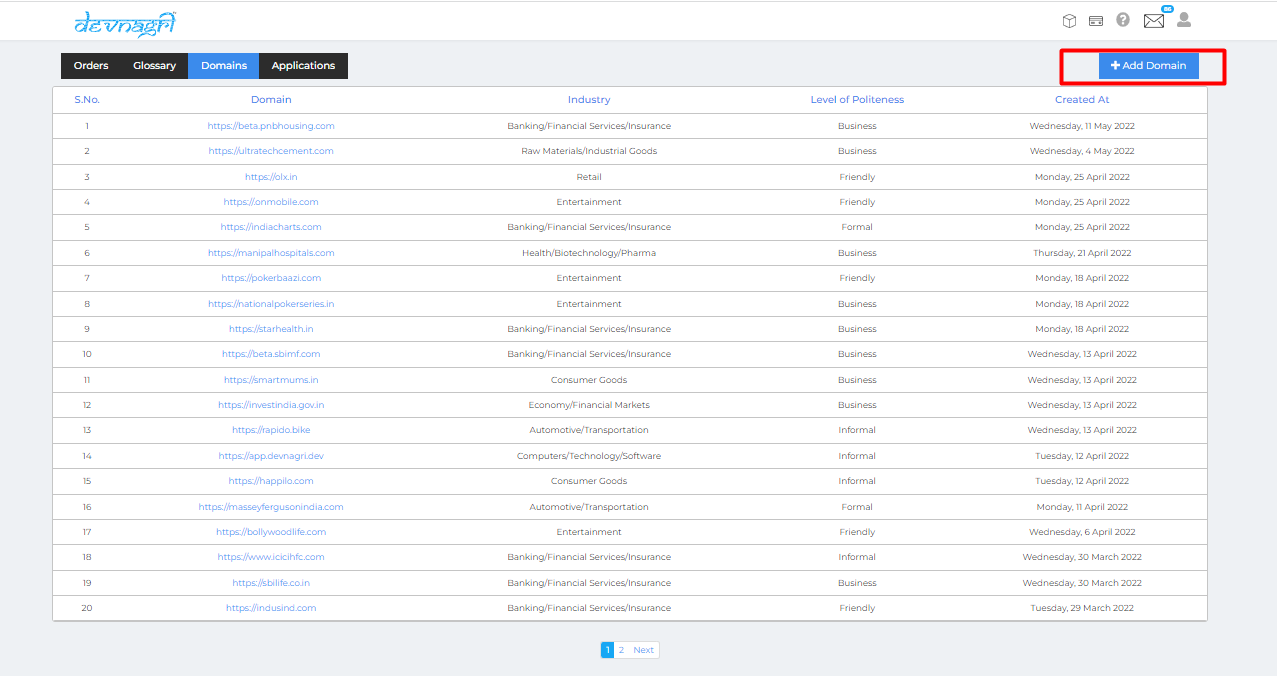 devnagri
86
Orders Glossary Domains Applications
Add Domain
S.No. Domain Industry Level of Politeness Created At
1 https://beta.pnbhousing.com Banking/Financial Services/Insurance Business Wednesday, 11 May 2022
2 https://ultratechcement.com Raw Materials/Industrial Goods Business Wednesday, 4 May 2022
3 https://olx.in Retail Friendly Monday, 25 April 2022
4 https://.onmobile.com Entertainment Friendly Monday, 25 April 2022
5 https://indiacharts.com Banking/Financial Services/Insurance Formal Monday, 25 April 2022
6 https://manipalhospitals.com Health/Biotechnology/Pharma Business Thursday, 21 April 2022
7 https://pokerbaazi.com Entertainment Friendly Monday, 18 April 2022
8 https://nationalpokerseries.in Entertainment Business Monday, 18 April 2022
9 https://starhealth.in Banking/Financial Services/Insurance Business Monday, 18 April 2022
10 https://beta.sbimf.com Banking/Financial Services/Insurance Business Wednesday, 13 April 2022
11 https://smartmums.in Consumer Goods Business Wednesday, 13 April 2022
12 https://investindia.gov.in Economy/Financial Markets Business Wednesday, 13 April 2022
13 https://rapido.bike Automotive/Transportation Informal Wednesday, 13 April 2022
14 https://app.devnagri.dev Computers/Technology/Software Informal Tuesday, 12 April 2022
15 https://happilo.com Consumer Goods Informal Tuesday, 12 April 2022
16 https://masseyfergusonindia.com Automotive/Transportation Formal Monday, 11 April 2022
17 https://bollywoodlife.com Entertainment Friendly Wednesday, 6 April 2022
18 https://www.icicihfc.com Banking/Financial Services/Insurance Informal Wednesday, 30 March 2022
19 https://sbilife.co.in Banking/Financial Services/Insurance Business Wednesday, 30 March 2022
20 https://indusind.com Banking/Financial Services/Insurance Friendly Tuesday, 29 March 2022
1 2 Next